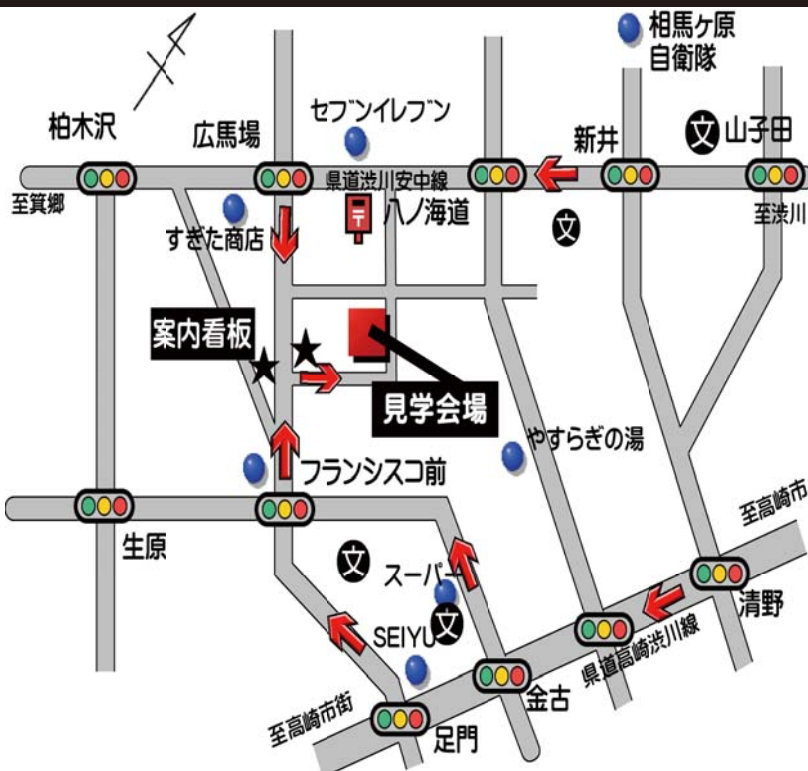 相馬ヶ原
自衛隊
セブンイレブン
柏木沢
広馬場
新井
文
山子田
県道渋川安中線
至箕郷
至渋川
〒
八ノ海道
すぎた商店
文
案内看板
見学会場
やすらぎの湯
フランシスコ前
生原
至高崎市
文
スーパー
清野
文
SEIYU
県道高崎渋川線
金古
至高崎市街
足門